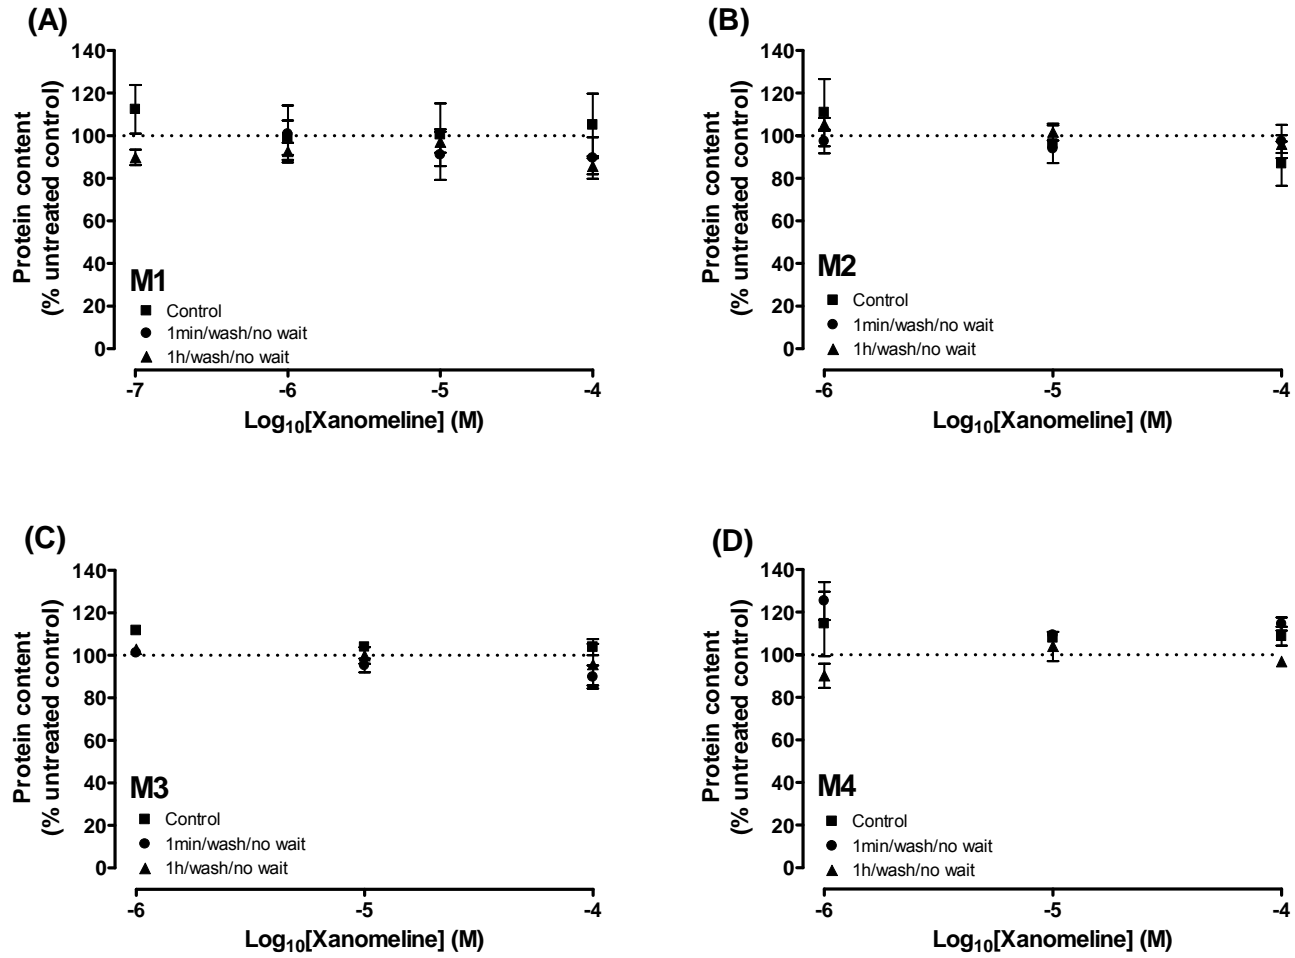 (A)
Protein content
(% untreated control)
140
120
100
80
60
40
20
0
M1
Control
1min/wash/no wait
1h/wash/no wait
-7
-6
-5
-4
Log10[Xanomeline] (M)
(B)
Protein content
(% untreated control)
140
120
100
80
60
40
20
0
M2
Control
1min/wash/no wait
1h/wash/no wait
-6
-5
-4
Log10[Xanomeline] (M)
(C)
Protein content
(% untreated control)
140
120
100
80
60
40
20
0
M3
Control
1min/wash/no wait
1h/wash/no wait
-6
-5
-4
Log10[Xanomeline] (M)
(D)
Protein content
(% untreated control)
140
120
100
80
60
40
20
0
M4
Control
1min/wash/no wait
1h/wash/no wait
-6
-5
-4
Log10[Xanomeline] (M)